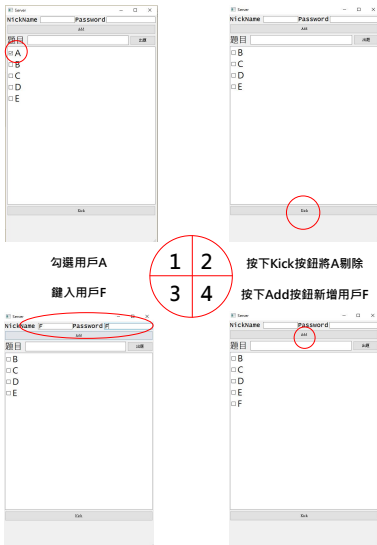 Server
NickName Password
Add
題目 出題
A
B
C
D
E
Kick
Server
NickName Password
Add
題目 出題
B
C
D
E
Kick
勾選用戶A
1 2
按下Kick按鈕將A剔除
鍵入用戶F
3 4
按下Add按鈕新增用戶F
Server
NickName F Password F
Add
題目 出題
B
C
D
E
Kick
Server
NickName Password
Add
題目 出題
B
C
D
E
F
Kick